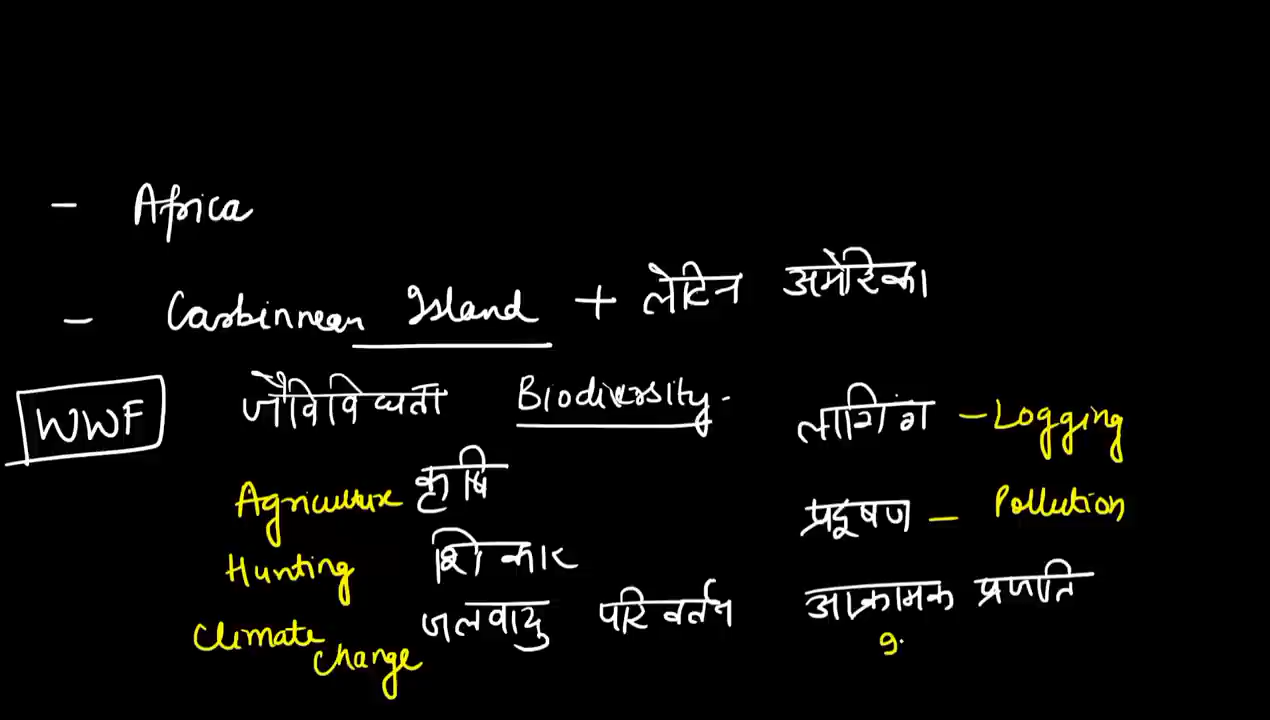 - Africa
- Carbinnean Island + लेटिन अमेरिका
WWF
जैवविविधता Biodiversity -
लागिंग - Logging
Agriculture कृषि
प्रदूषण - Pollution
Hunting शिकार
Climate Change जलवायु परिवर्तन
आक्रामक प्रजाति